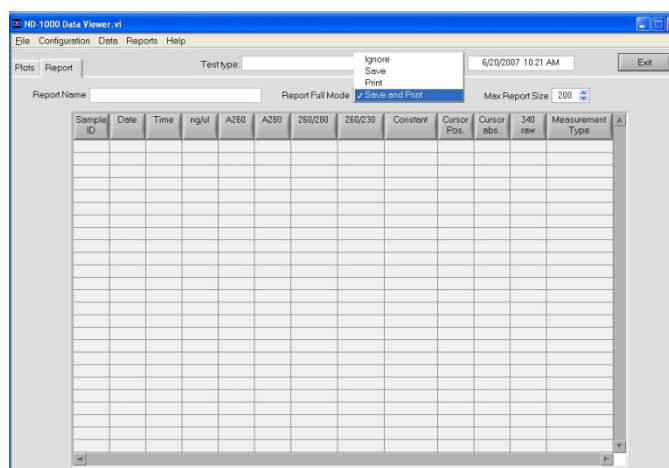 ND-1000 Data Viewer.vi
File Configuration Data Reports Help
Plots Report Test type: 6/20/2007 10:21 AM Exit
Ignore
Save
Print
Report Name Report Full Mode ✓ Save and Print Max Report Size 200
Sample ID Date Time ng/ul A260 A280 260/280 260/230 Constant Cursor Pos. Cursor abs. 340 raw Measurement Type